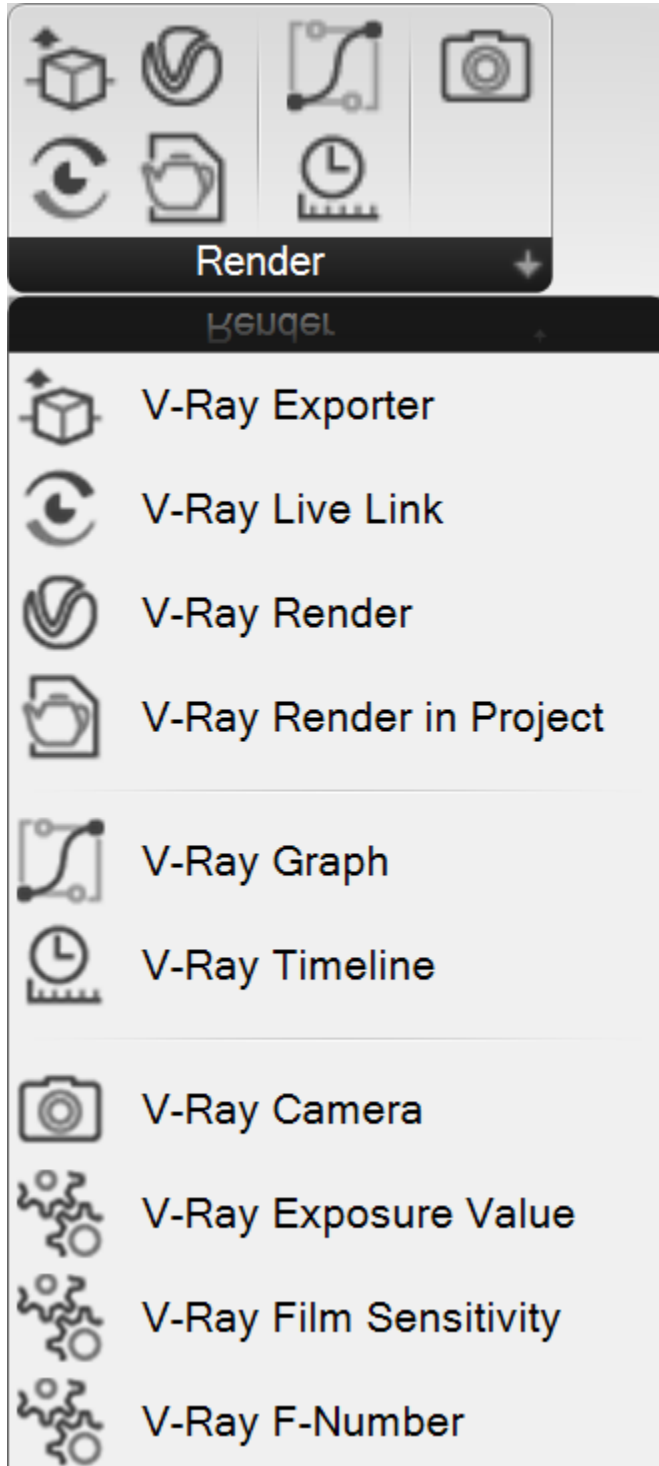 Render
Render
V-Ray Exporter
V-Ray Live Link
V-Ray Render
V-Ray Render in Project
V-Ray Graph
V-Ray Timeline
V-Ray Camera
V-Ray Exposure Value
V-Ray Film Sensitivity
V-Ray F-Number